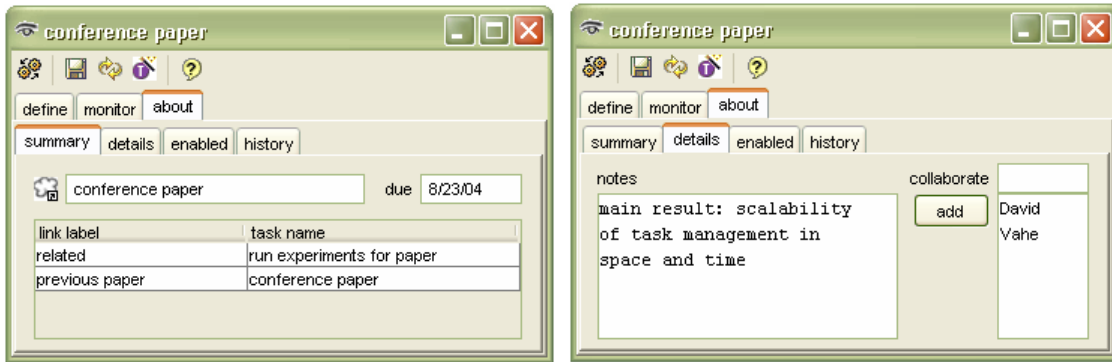 conference paper
define monitor about
summary details enabled history
conference paper due 8/23/04
link label task name
related run experiments for paper
previous paper conference paper
conference paper
define monitor about
summary details enabled history
notes collaborate
main result: scalability
of task management in
space and time
add
David
Vahe